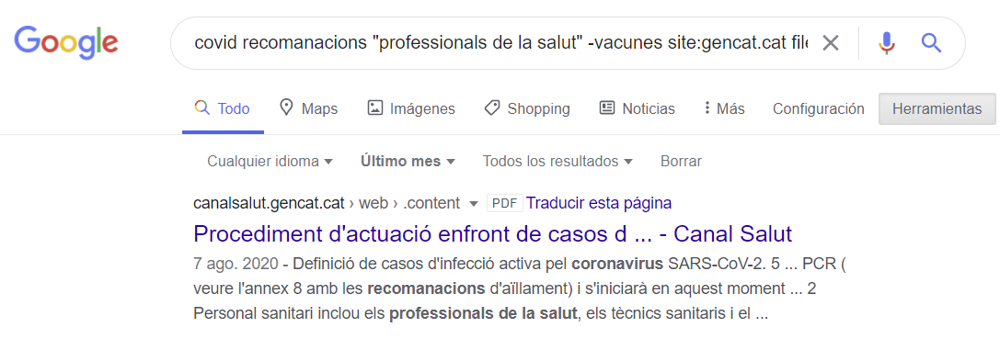 Google
covid recomanacions "professionals de la salut" -vacunes site:gencat.cat file
Todo Maps Imágenes Shopping Noticias Más Configuración Herramientas
Cualquier idioma Último mes Todos los resultados Borrar
canalsalut.gencat.cat › web › .content PDF Traducir esta página
Procediment d'actuació enfront de casos d ... - Canal Salut
7 ago. 2020 - Definició de casos d'infecció activa pel coronavirus SARS-CoV-2. 5 ... PCR (
veure l'annex 8 amb les recomanacions d'aïllament) i s'iniciarà en aquest moment ... 2
Personal sanitari inclou els professionals de la salut, els tècnics sanitaris i el ...